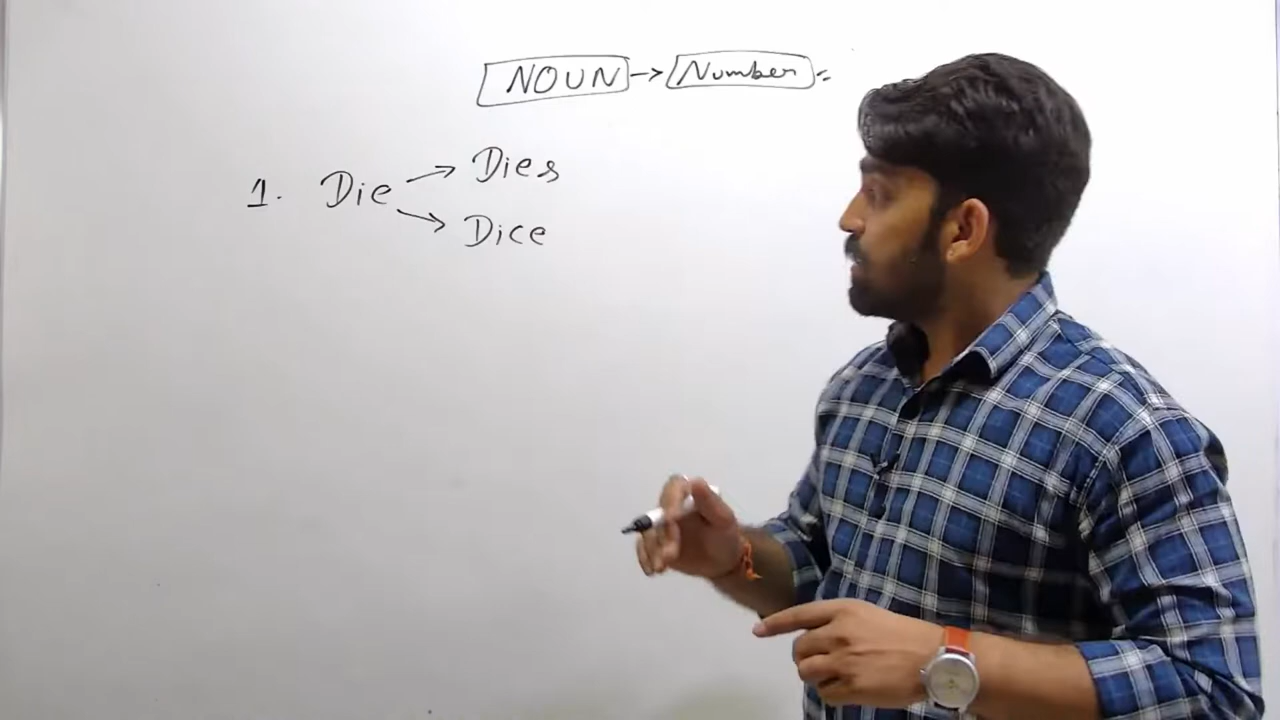 NOUN → Number :-
1. Die → Dies
→ Dice